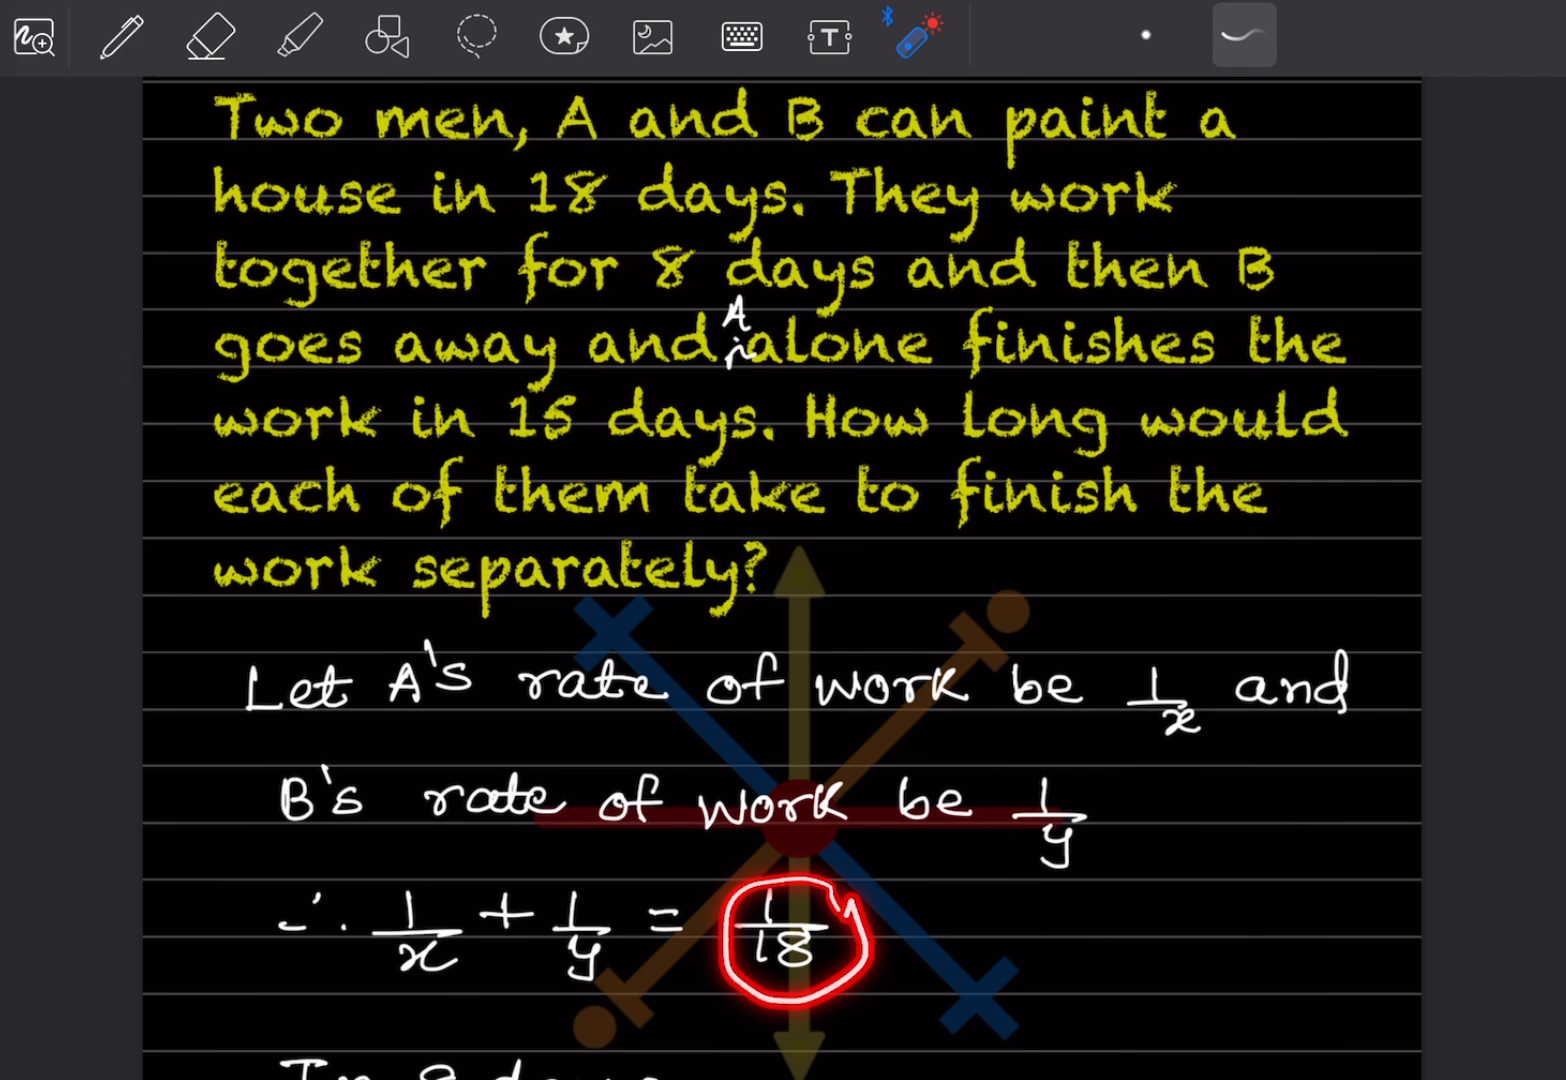 Two men, A and B can paint a
house in 18 days. They work
together for 8 days and then B
goes away and A alone finishes the
work in 15 days. How long would
each of them take to finish the
work separately?
Let A's rate of work be 1/x and
B's rate of work be 1/y
∴ 1/x + 1/y = 1/18